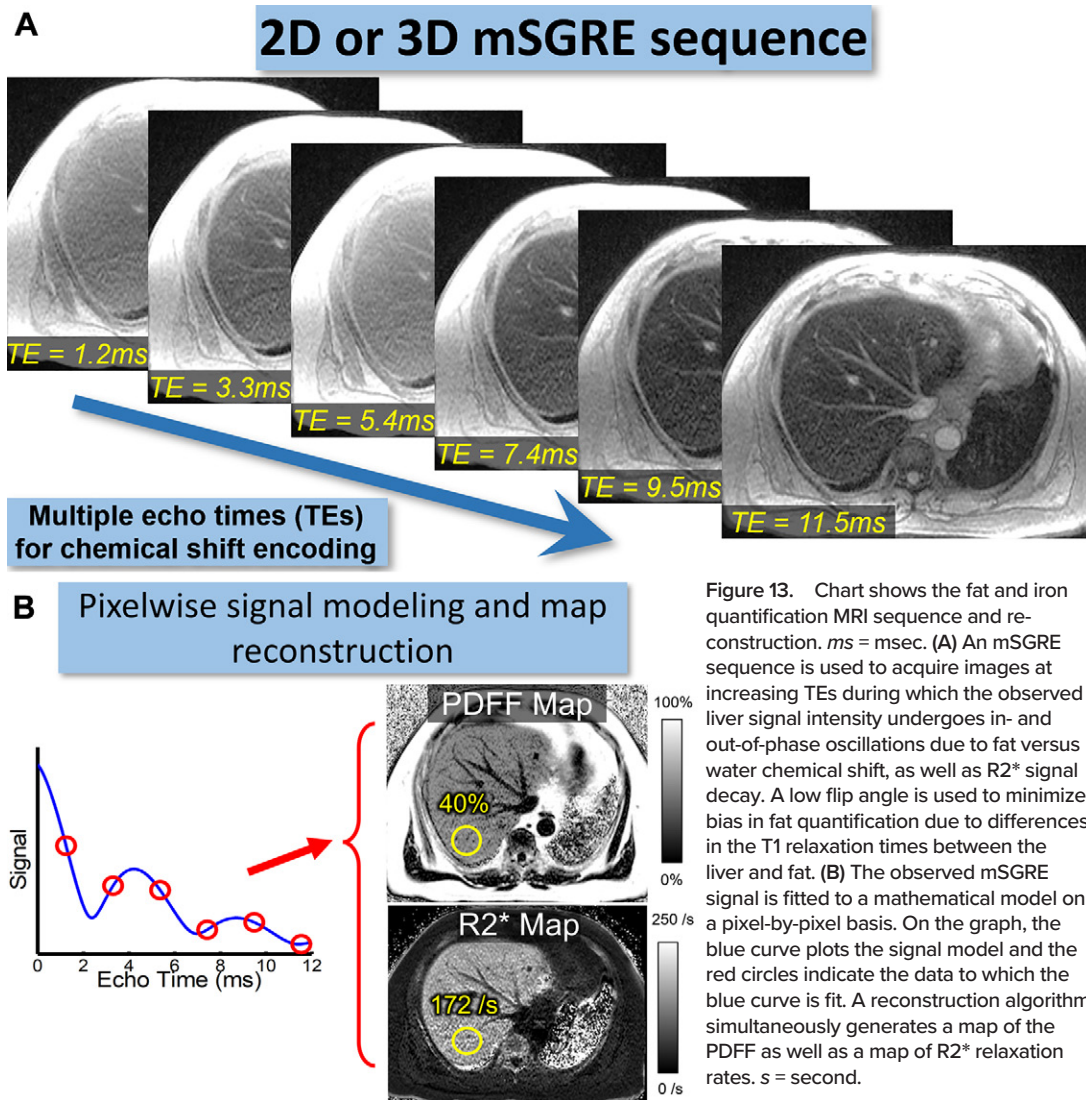 A
2D or 3D mSGRE sequence
TE = 1.2ms
TE = 3.3ms
TE = 5.4ms
TE = 7.4ms
TE = 9.5ms
TE = 11.5ms
Multiple echo times (TEs)
for chemical shift encoding
B
Pixelwise signal modeling and map
reconstruction
Signal
0
2
4
6
8
10
12
Echo Time (ms)
PDFF Map
40%
100%
0%
R2* Map
172 /s
250 /s
0 /s
Figure 13. Chart shows the fat and iron
quantification MRI sequence and re-
construction. ms = msec. (A) An mSGRE
sequence is used to acquire images at
increasing TEs during which the observed
liver signal intensity undergoes in- and
out-of-phase oscillations due to fat versus
water chemical shift, as well as R2* signal
decay. A low flip angle is used to minimize
bias in fat quantification due to differences
in the T1 relaxation times between the
liver and fat. (B) The observed mSGRE
signal is fitted to a mathematical model on
a pixel-by-pixel basis. On the graph, the
blue curve plots the signal model and the
red circles indicate the data to which the
blue curve is fit. A reconstruction algorithm
simultaneously generates a map of the
PDFF as well as a map of R2* relaxation
rates. s = second.